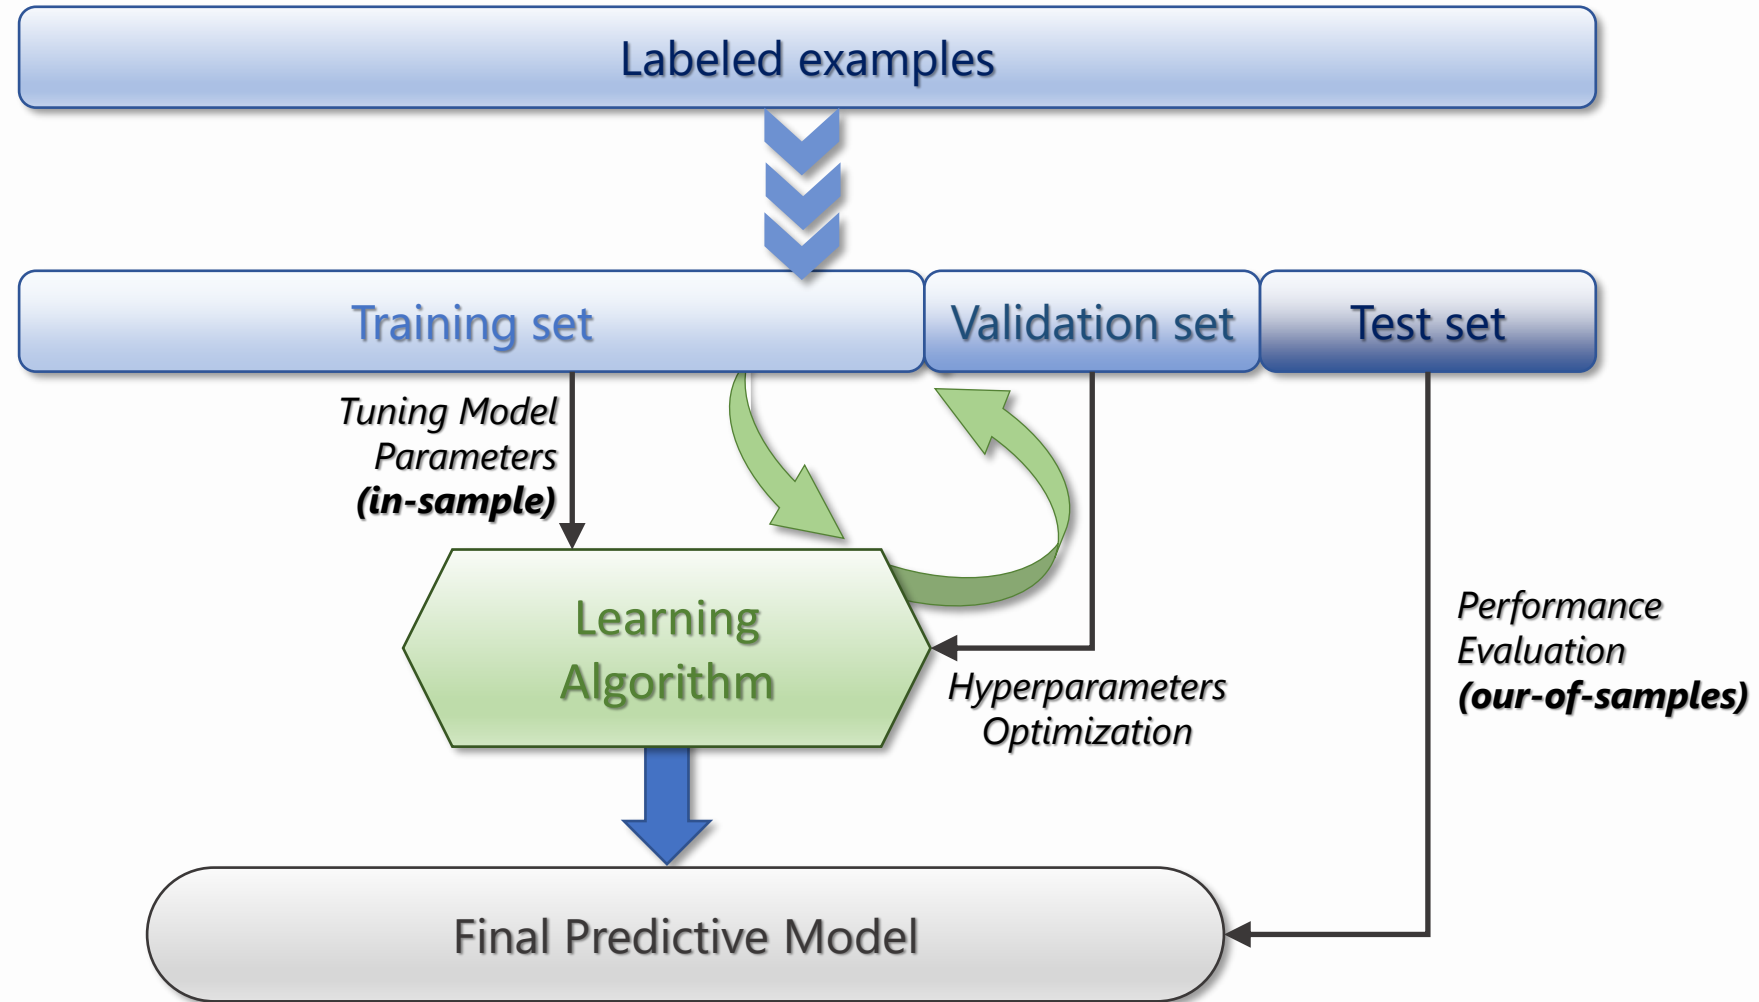 Labeled examples
Training set
Validation set
Test set
Tuning Model
Parameters
(in-sample)
Learning
Algorithm
Hyperparameters
Optimization
Performance
Evaluation
(our-of-samples)
Final Predictive Model